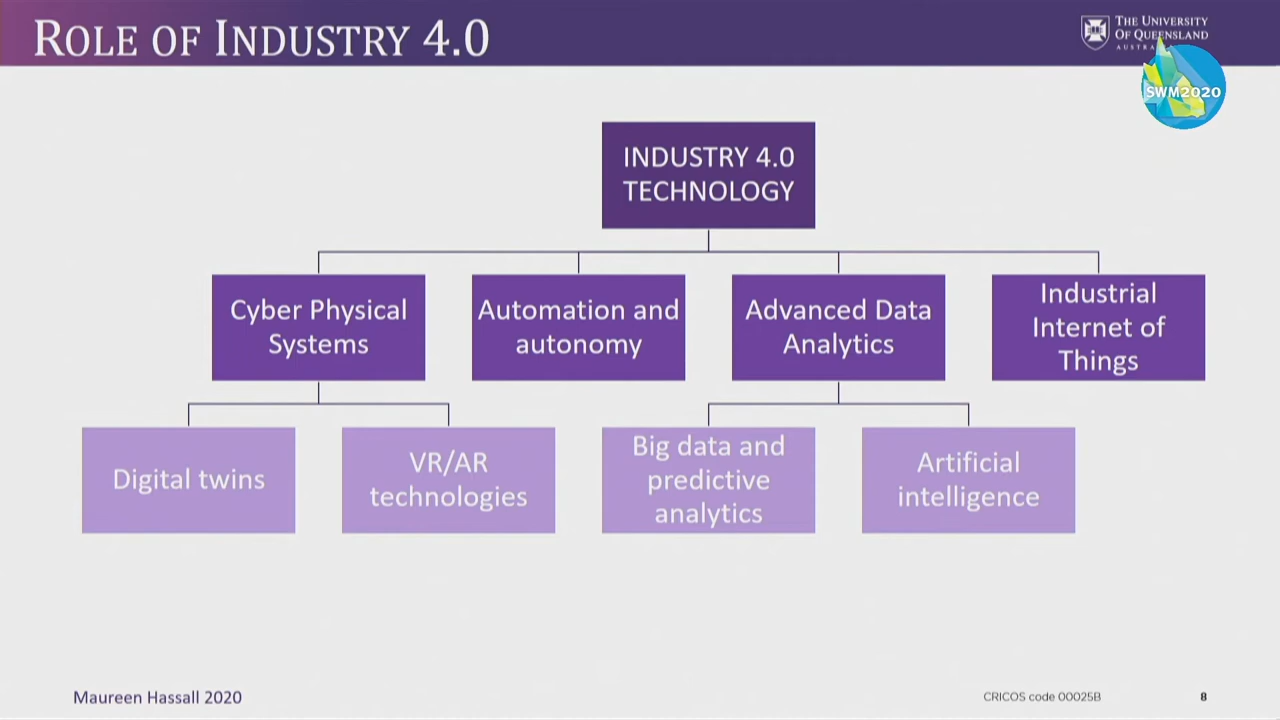 ROLE OF INDUSTRY 4.0
THE UNIVERSITY
OF QUEENSLAND
SWM2020
INDUSTRY 4.0
TECHNOLOGY
Cyber Physical
Systems
Automation and
autonomy
Advanced Data
Analytics
Industrial
Internet of
Things
Digital twins
VR/AR
technologies
Big data and
predictive
analytics
Artificial
intelligence
Maureen Hassall 2020
CRICOS code 00025B
8